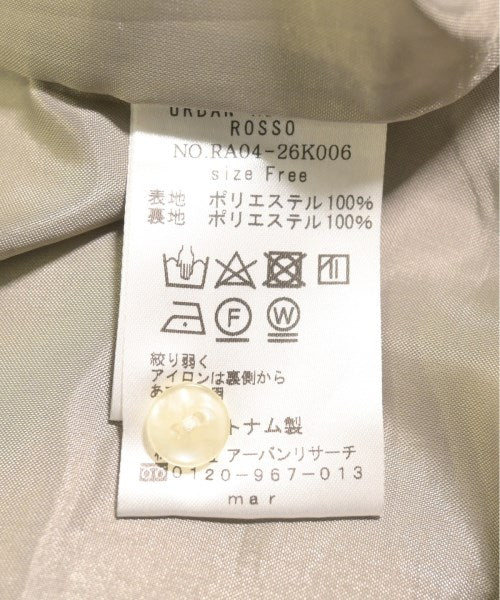 URBAN
ROSSO
NO.RA04-26K006
size Free
表地 ポリエステル100%
裏地 ポリエステル100%
F W
絞り弱く
アイロンは裏側から
あ
トナム製
アーバンリサーチ
0120-967-013
mar